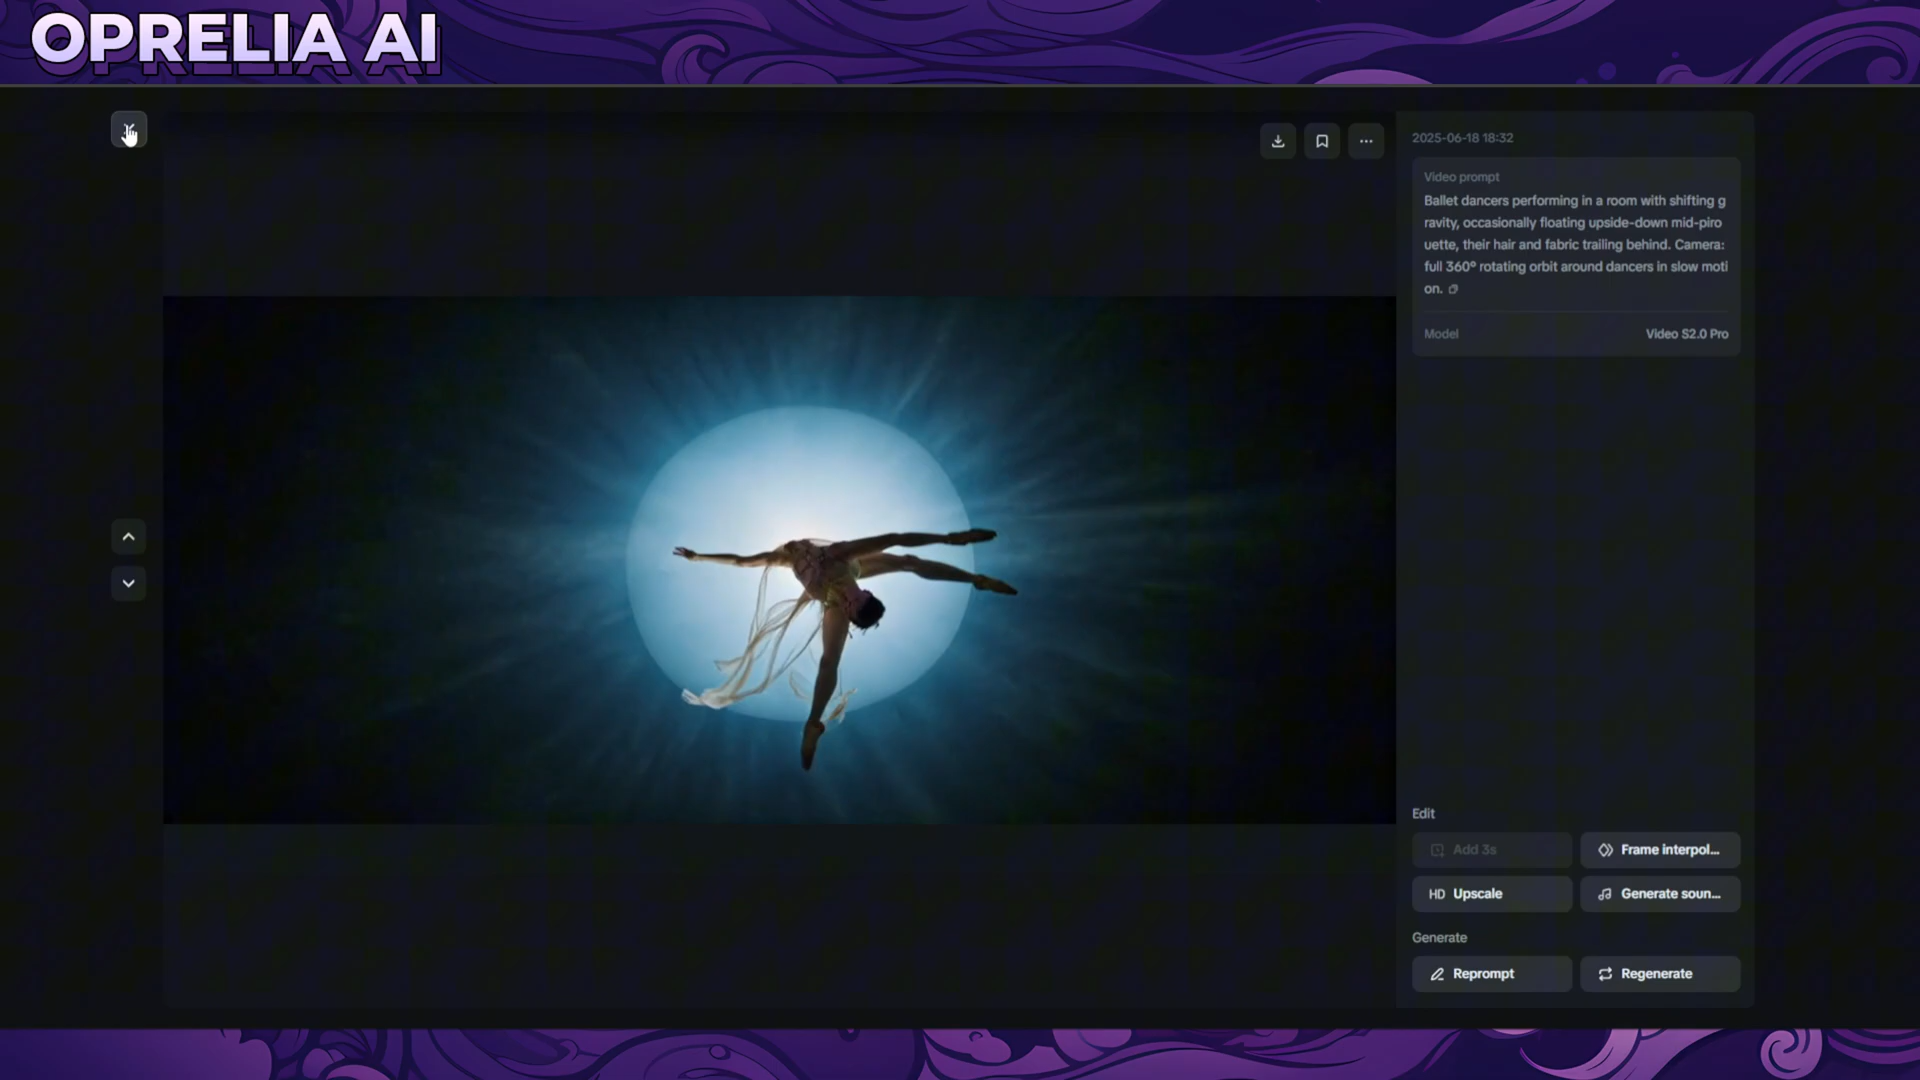 OPRELIA AI
2025-06-18 18:32
Video prompt
Ballet dancers performing in a room with shifting g
ravity, occasionally floating upside-down mid-piro
uette, their hair and fabric trailing behind. Camera:
full 360º rotating orbit around dancers in slow moti
on.
Model Video S2.0 Pro
Edit
Add 3s Frame interpol...
HD Upscale Generate soun...
Generate
Reprompt Regenerate